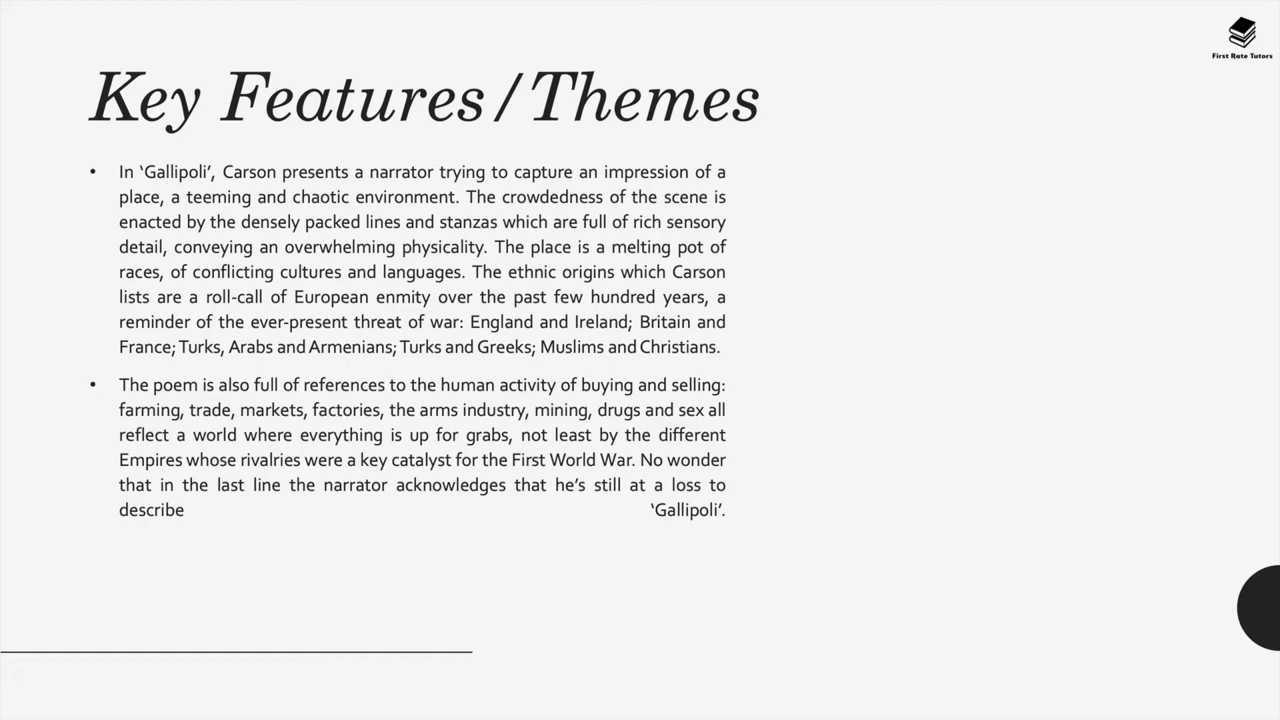 First Rate Tutors
Key Features/Themes
• In ‘Gallipoli’, Carson presents a narrator trying to capture an impression of a
place, a teeming and chaotic environment. The crowdedness of the scene is
enacted by the densely packed lines and stanzas which are full of rich sensory
detail, conveying an overwhelming physicality. The place is a melting pot of
races, of conflicting cultures and languages. The ethnic origins which Carson
lists are a roll-call of European enmity over the past few hundred years, a
reminder of the ever-present threat of war: England and Ireland; Britain and
France; Turks, Arabs and Armenians; Turks and Greeks; Muslims and Christians.
• The poem is also full of references to the human activity of buying and selling:
farming, trade, markets, factories, the arms industry, mining, drugs and sex all
reflect a world where everything is up for grabs, not least by the different
Empires whose rivalries were a key catalyst for the First World War. No wonder
that in the last line the narrator acknowledges that he’s still at a loss to
describe ‘Gallipoli’.